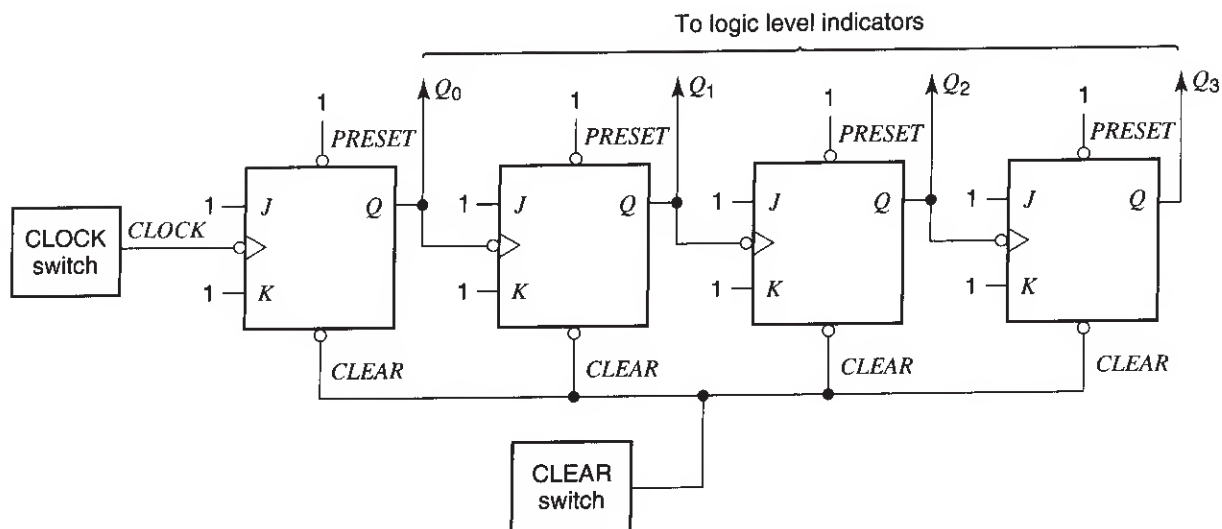 To logic level indicators
Q0 Q1 Q2 Q3
1 1 1 1
PRESET PRESET PRESET PRESET
1 J Q 1 J Q 1 J Q 1 J Q
CLOCK
switch
CLOCK
1 K 1 K 1 K 1 K
CLEAR CLEAR CLEAR CLEAR
CLEAR
switch